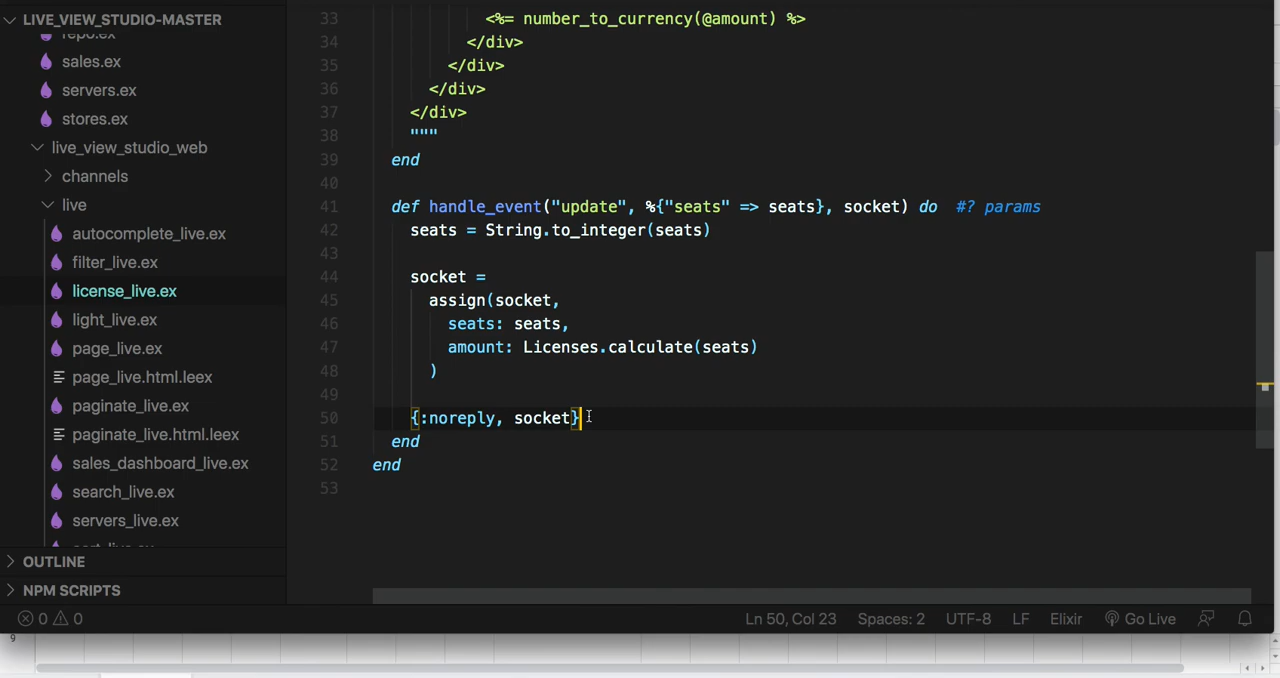 LIVE_VIEW_STUDIO-MASTER
repo.ex
sales.ex
servers.ex
stores.ex
live_view_studio_web
channels
live
autocomplete_live.ex
filter_live.ex
license_live.ex
light_live.ex
page_live.ex
page_live.html.leex
paginate_live.ex
paginate_live.html.leex
sales_dashboard_live.ex
search_live.ex
servers_live.ex
OUTLINE
NPM SCRIPTS
33 <%= number_to_currency(@amount) %>
34 </div>
35 </div>
36 </div>
37 </div>
38 """
39 end
40
41 def handle_event("update", %{"seats" => seats}, socket) do #? params
42 seats = String.to_integer(seats)
43
44 socket =
45 assign(socket,
46 seats: seats,
47 amount: Licenses.calculate(seats)
48 )
49
50 {:noreply, socket}
51 end
52 end
53
0 0 Ln 50, Col 23 Spaces: 2 UTF-8 LF Elixir Go Live
9